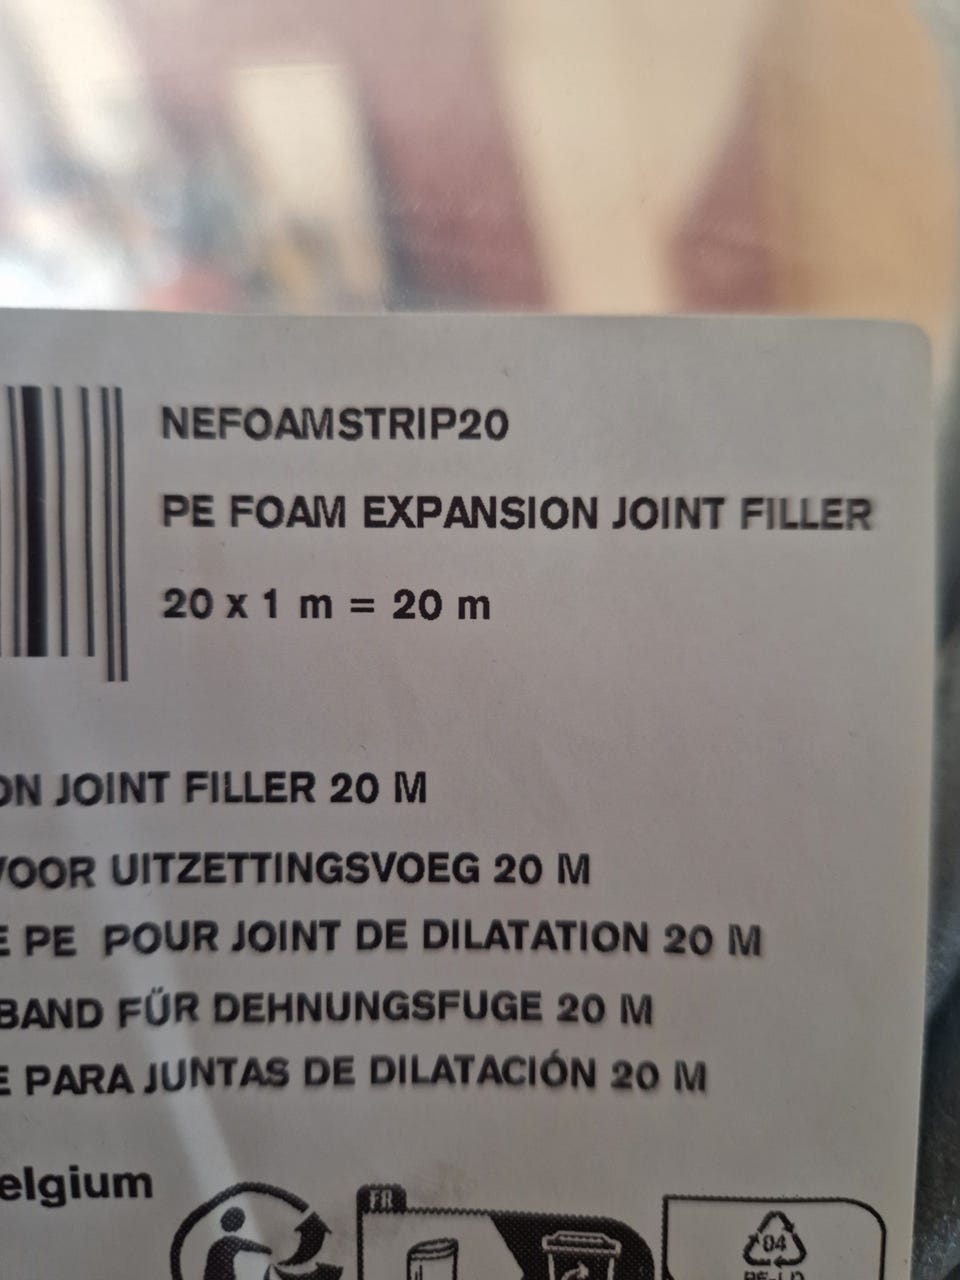 NEFOAMSTRIP20
PE FOAM EXPANSION JOINT FILLER
20 x 1 m = 20 m
ON JOINT FILLER 20 M
VOOR UITZETTINGSVOEG 20 M
E PE POUR JOINT DE DILATATION 20 M
BAND FÜR DEHNUNGSFUGE 20 M
E PARA JUNTAS DE DILATACIÓN 20 M
elgium
FR
04